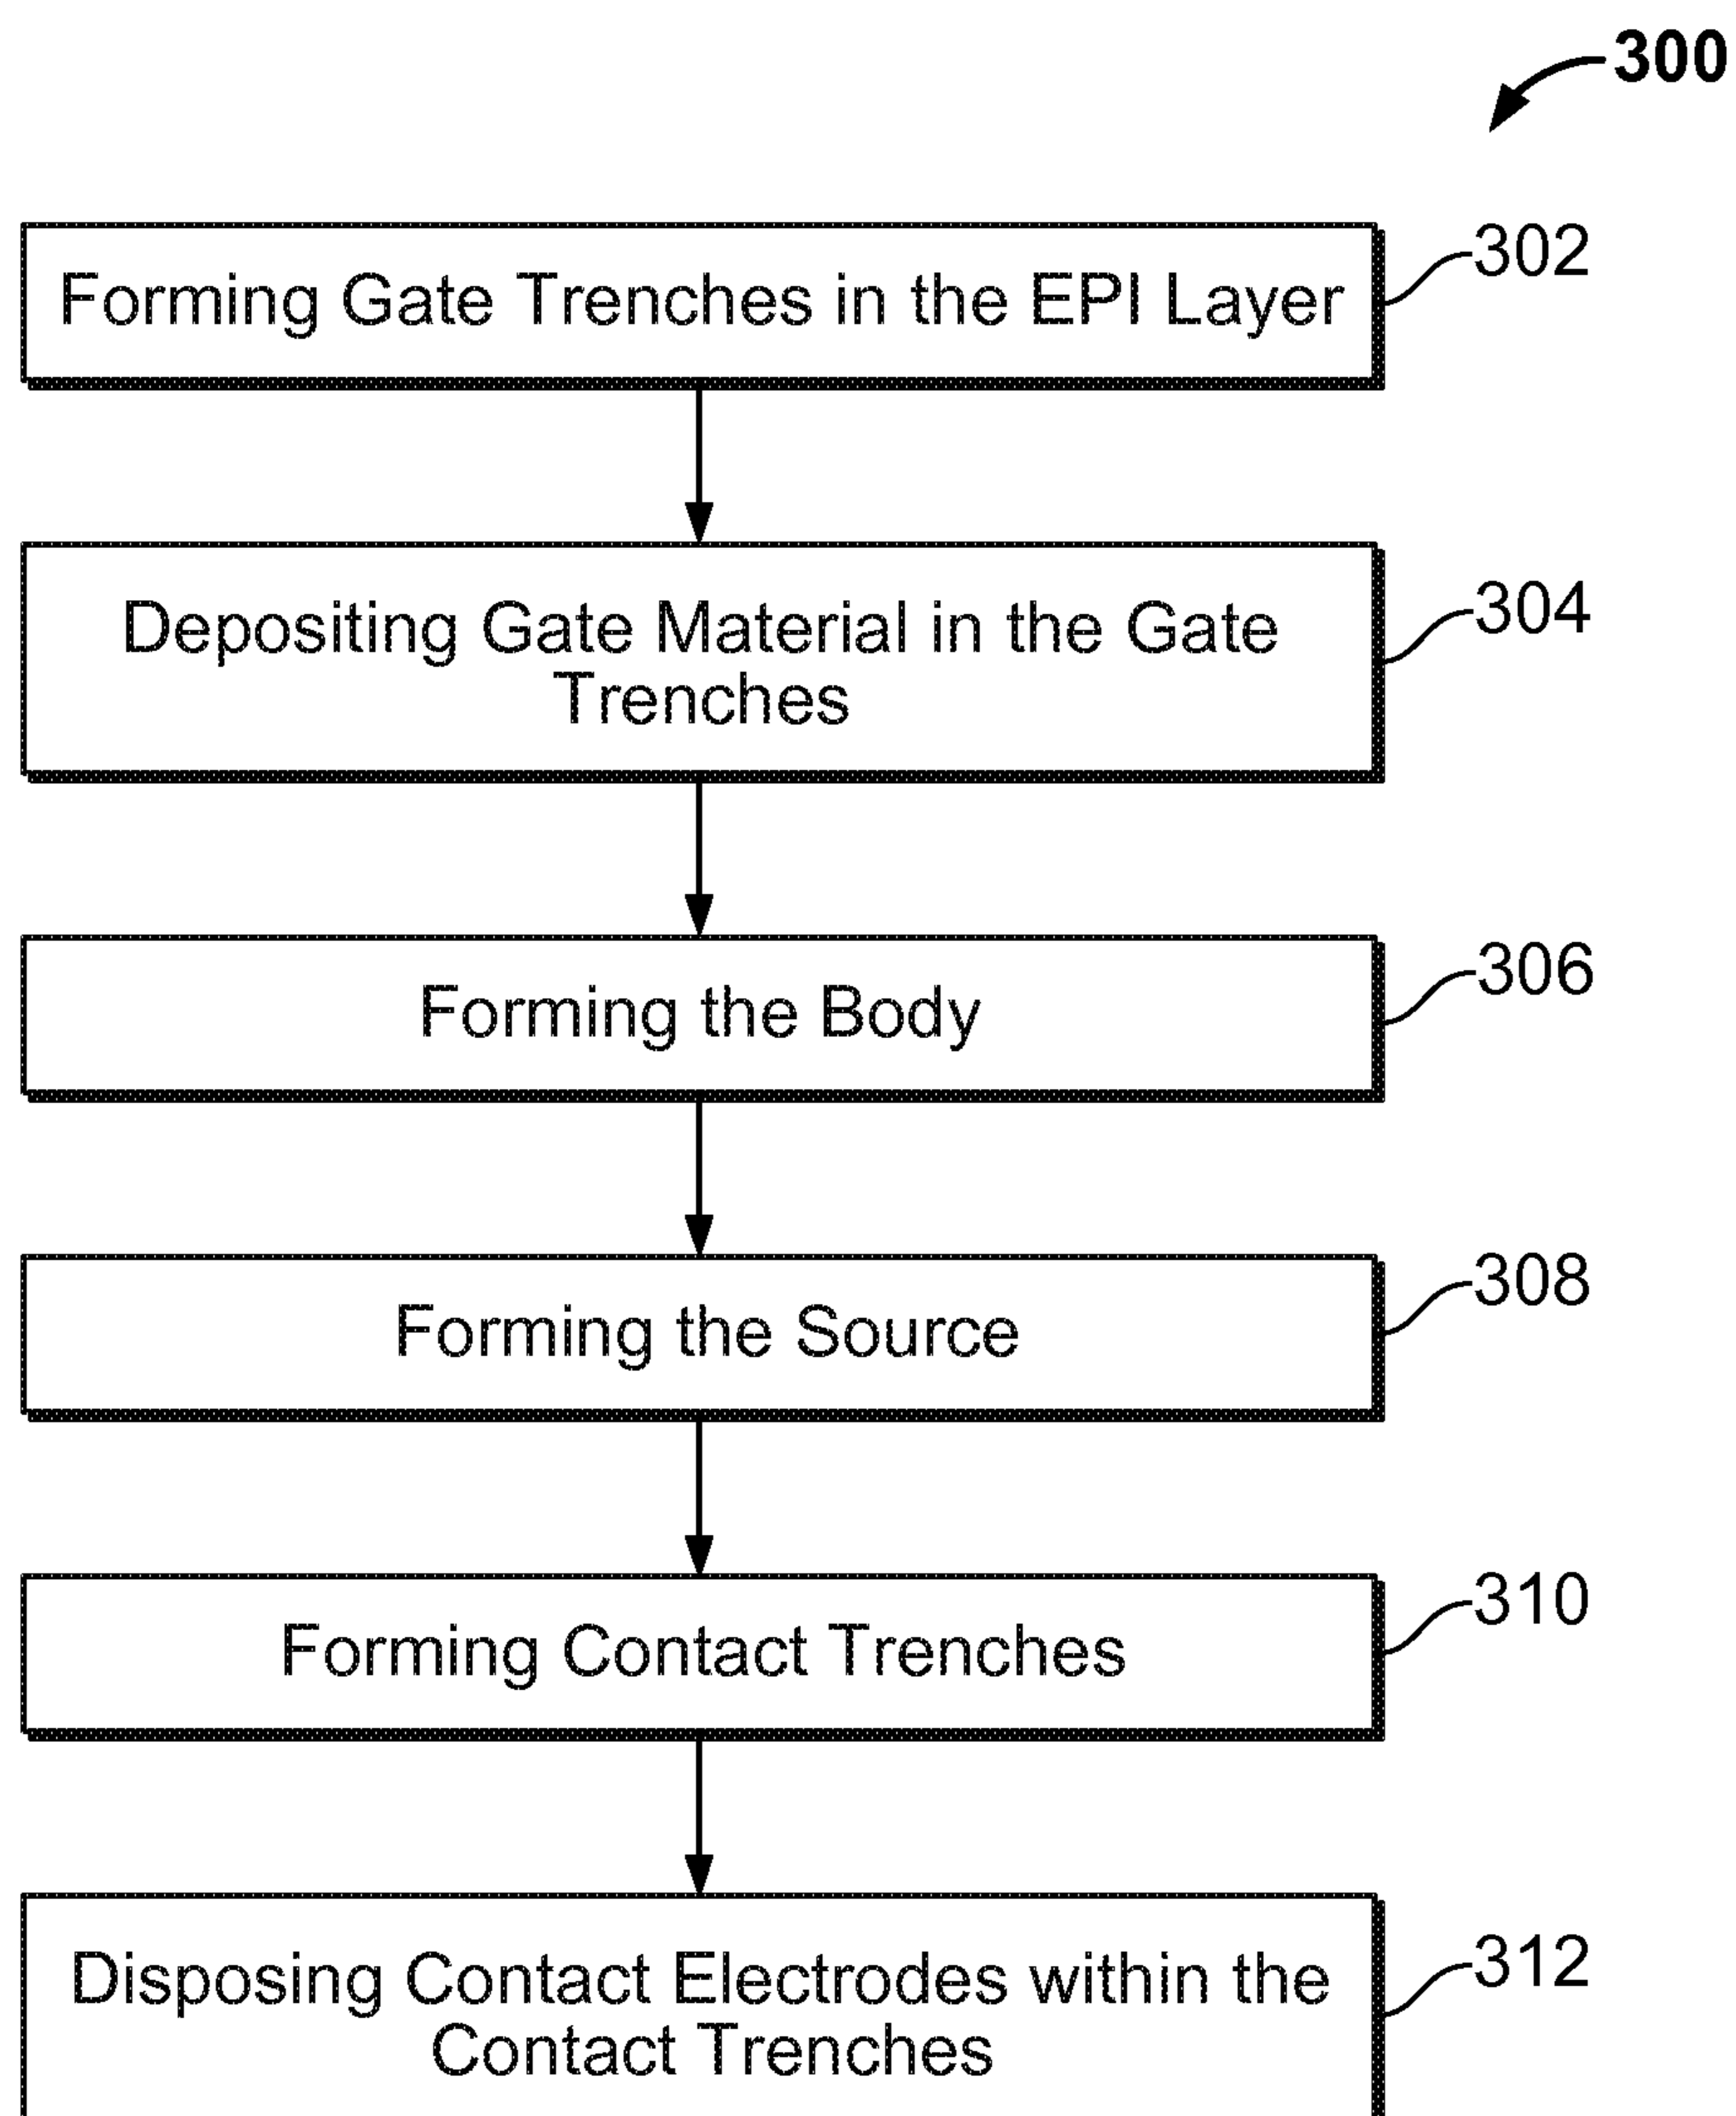 300
Forming Gate Trenches in the EPI Layer
302
Depositing Gate Material in the Gate
Trenches
304
Forming the Body
306
Forming the Source
308
Forming Contact Trenches
310
Disposing Contact Electrodes within the
Contact Trenches
312